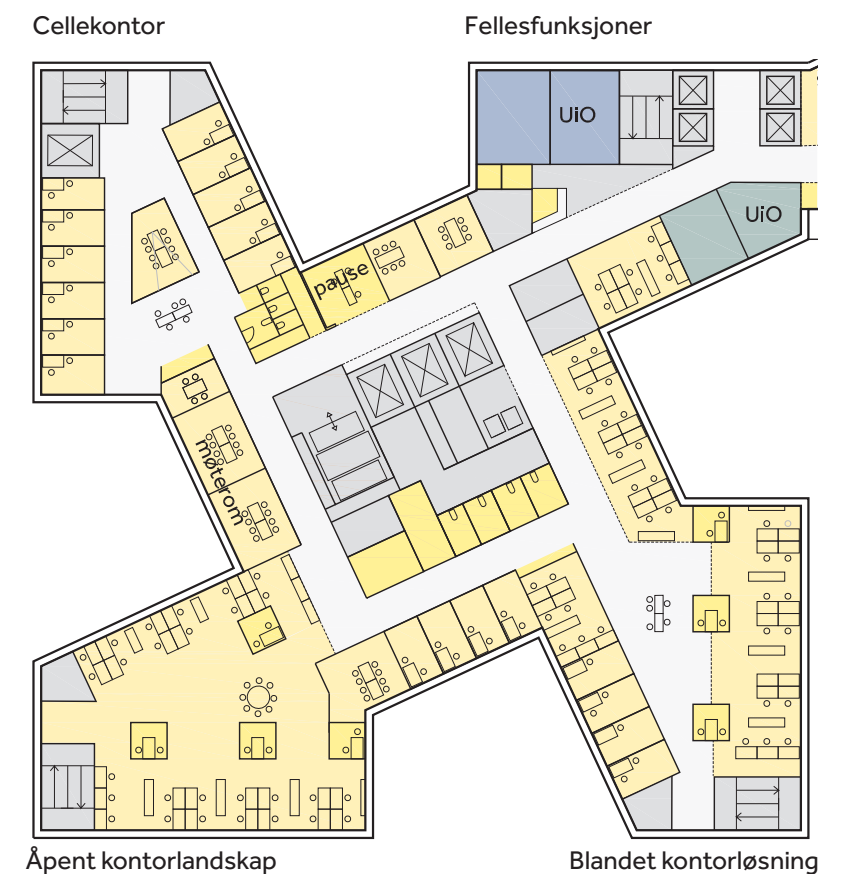 Cellekontor
Fellesfunksjoner
UiO
UiO
pause
møterom
Åpent kontorlandskap
Blandet kontorløsning